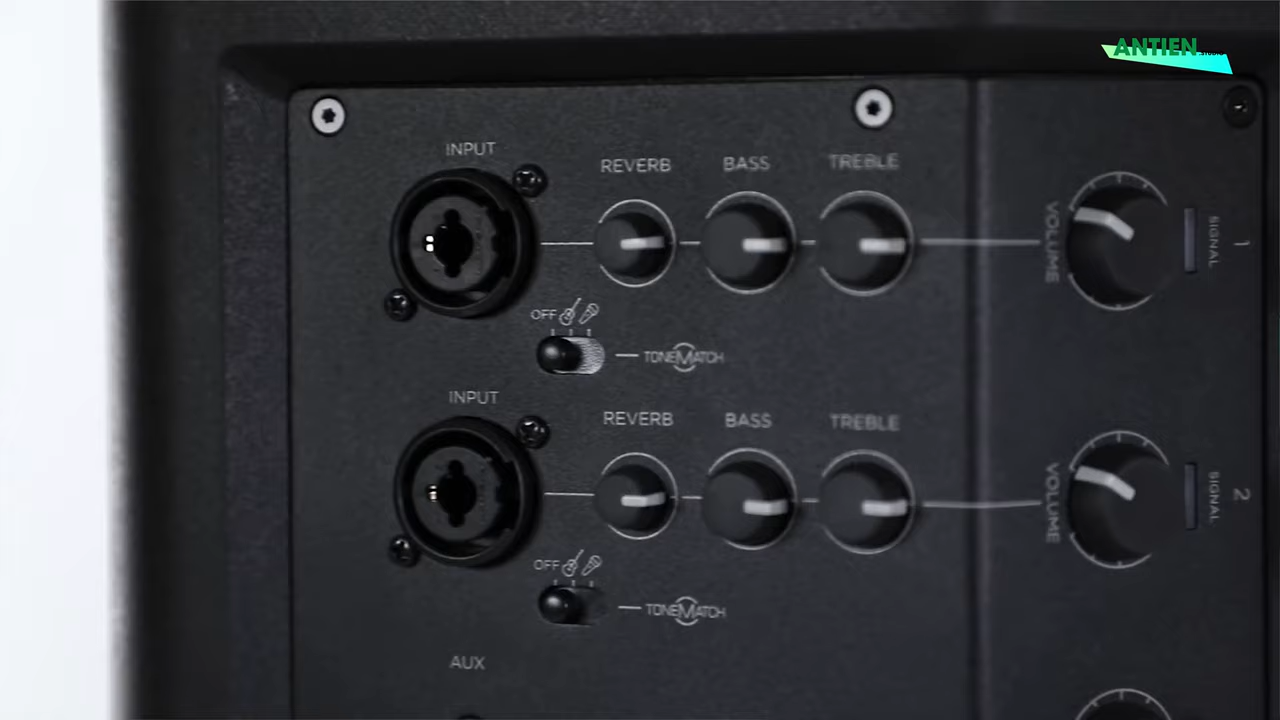 ANTIEN
STUDIO
INPUT
REVERB BASS TREBLE
VOLUME
SIGNAL
1
OFF
TONEMATCH
INPUT
REVERB BASS TREBLE
VOLUME
SIGNAL
2
OFF
TONEMATCH
AUX